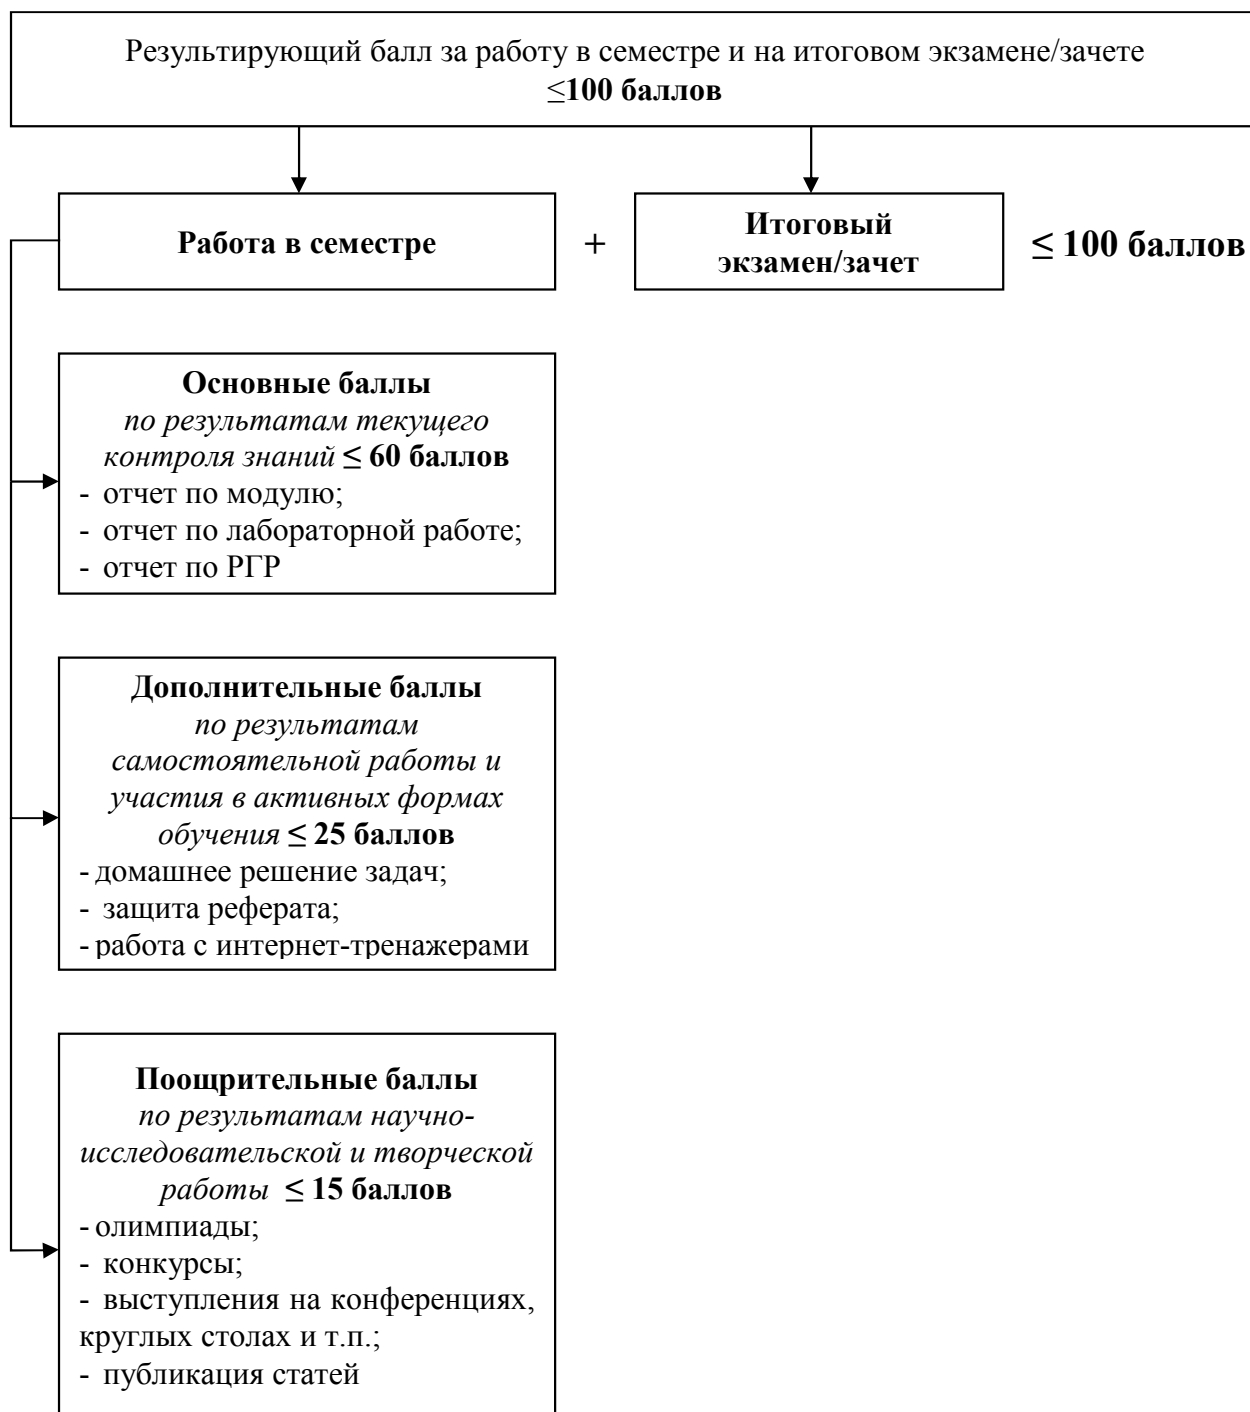 Результирующий балл за работу в семестре и на итоговом экзамене/зачете
≤100 баллов
Работа в семестре
+
Итоговый
экзамен/зачет
≤ 100 баллов
Основные баллы
по результатам текущего
контроля знаний ≤ 60 баллов
- отчет по модулю;
- отчет по лабораторной работе;
- отчет по РГР
Дополнительные баллы
по результатам
самостоятельной работы и
участия в активных формах
обучения ≤ 25 баллов
- домашнее решение задач;
- защита реферата;
- работа с интернет-тренажерами
Поощрительные баллы
по результатам научно-
исследовательской и творческой
работы ≤ 15 баллов
- олимпиады;
- конкурсы;
- выступления на конференциях,
круглых столах и т.п.;
- публикация статей